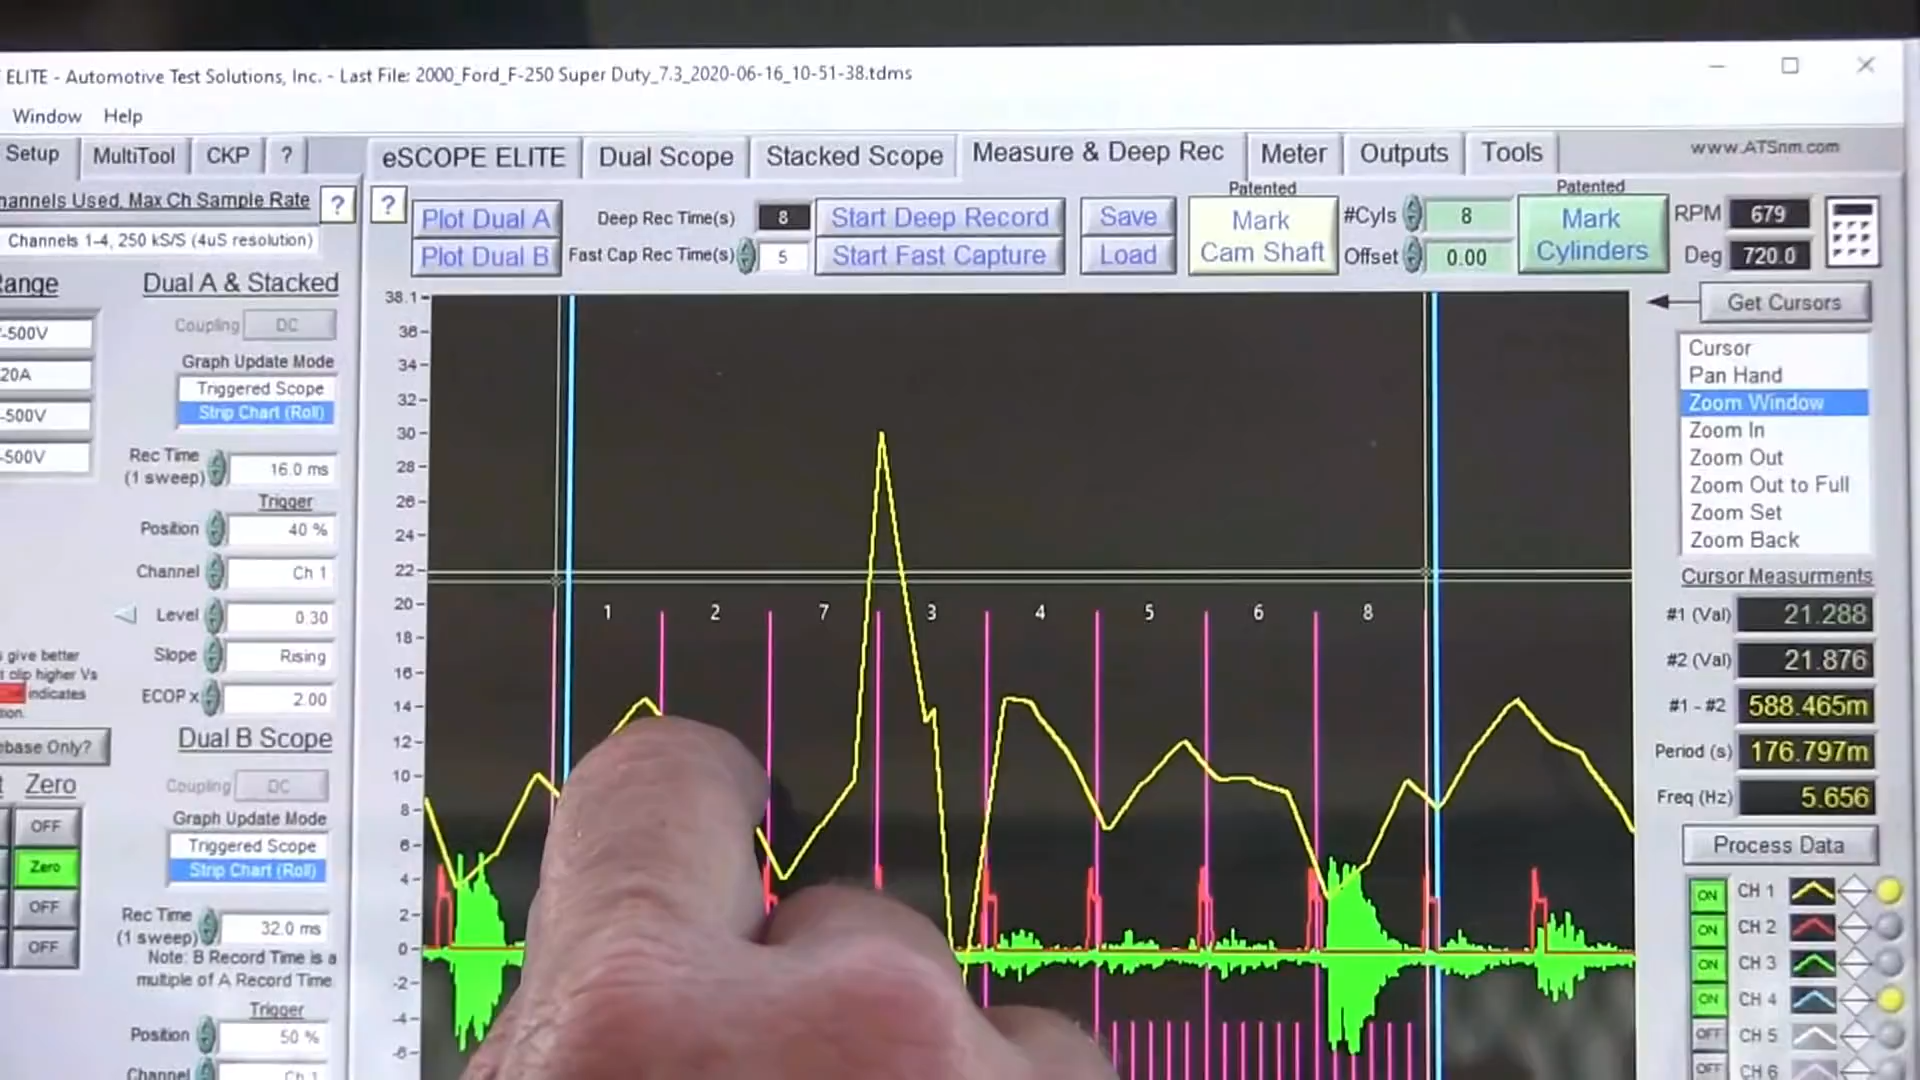 ELITE - Automotive Test Solutions, Inc. - Last File: 2000_Ford_F-250 Super Duty_7.3_2020-06-16_10-51-38.tdms
Window Help
Setup MultiTool CKP ? eSCOPE ELITE Dual Scope Stacked Scope Measure & Deep Rec Meter Outputs Tools www.ATSnm.com
hannels Used, Max Ch Sample Rate ?
Channels 1-4, 250 kS/S (4uS resolution)
ange
-500V
20A
-500V
-500V
Dual A & Stacked
Coupling DC
Graph Update Mode
Triggered Scope
Strip Chart (Roll)
Rec Time
(1 sweep) 16.0 ms
Trigger
Position 40 %
Channel Ch 1
Level 0.30
Slope Rising
ECOP x 2.00
give better
clip higher Vs
indicates
base Only?
Zero
OFF
Zero
OFF
OFF
Dual B Scope
Coupling DC
Graph Update Mode
Triggered Scope
Strip Chart (Roll)
Rec Time
(1 sweep) 32.0 ms
Note: B Record Time is a
multiple of A Record Time
Trigger
Position 50 %
Channel Ch 1
?
Plot Dual A
Plot Dual B
Deep Rec Time(s) 8
Fast Cap Rec Time(s) 5
Start Deep Record
Start Fast Capture
Save
Load
Patented
Mark
Cam Shaft
#Cyls 8
Offset 0.00
Patented
Mark
Cylinders
RPM 679
Deg 720.0
38.1
36
34
32
30
28
26
24
22
20
18
16
14
12
10
8
6
4
2
0
-2
-4
-6
1 2 7 3 4 5 6 8
Get Cursors
Cursor
Pan Hand
Zoom Window
Zoom In
Zoom Out
Zoom Out to Full
Zoom Set
Zoom Back
Cursor Measurments
#1 (Val) 21.288
#2 (Val) 21.876
#1 - #2 588.465m
Period (s) 176.797m
Freq (Hz) 5.656
Process Data
ON CH 1
ON CH 2
ON CH 3
ON CH 4
OFF CH 5
OFF CH 6